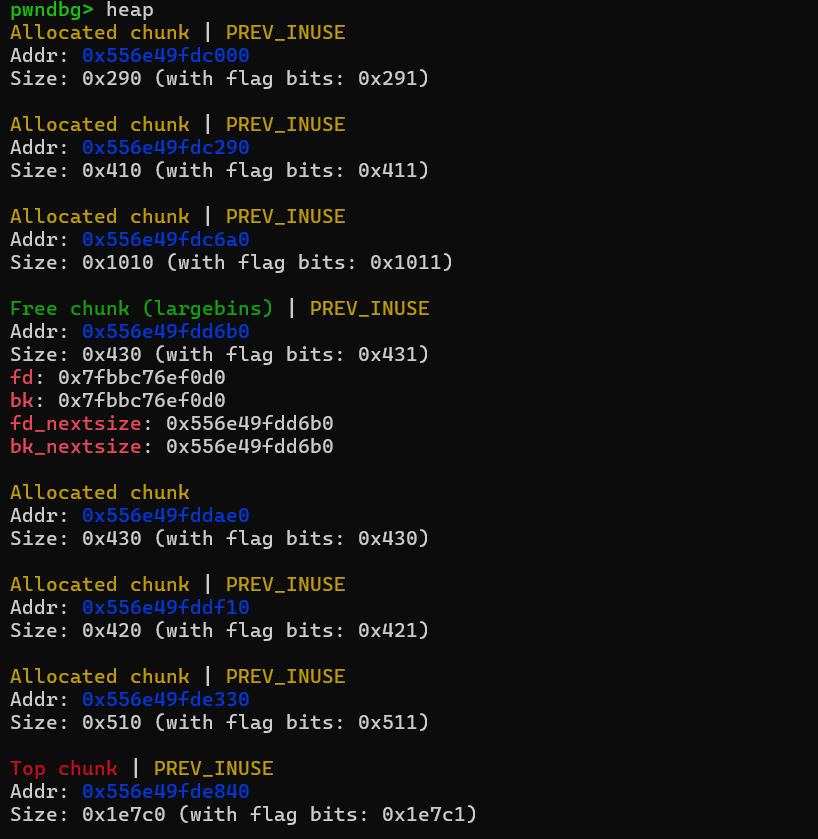 pwndbg> heap
Allocated chunk | PREV_INUSE
Addr: 0x556e49fdc000
Size: 0x290 (with flag bits: 0x291)
Allocated chunk | PREV_INUSE
Addr: 0x556e49fdc290
Size: 0x410 (with flag bits: 0x411)
Allocated chunk | PREV_INUSE
Addr: 0x556e49fdc6a0
Size: 0x1010 (with flag bits: 0x1011)
Free chunk (largebins) | PREV_INUSE
Addr: 0x556e49fdd6b0
Size: 0x430 (with flag bits: 0x431)
fd: 0x7fbbc76ef0d0
bk: 0x7fbbc76ef0d0
fd_nextsize: 0x556e49fdd6b0
bk_nextsize: 0x556e49fdd6b0
Allocated chunk
Addr: 0x556e49fddae0
Size: 0x430 (with flag bits: 0x430)
Allocated chunk | PREV_INUSE
Addr: 0x556e49fddf10
Size: 0x420 (with flag bits: 0x421)
Allocated chunk | PREV_INUSE
Addr: 0x556e49fde330
Size: 0x510 (with flag bits: 0x511)
Top chunk | PREV_INUSE
Addr: 0x556e49fde840
Size: 0x1e7c0 (with flag bits: 0x1e7c1)